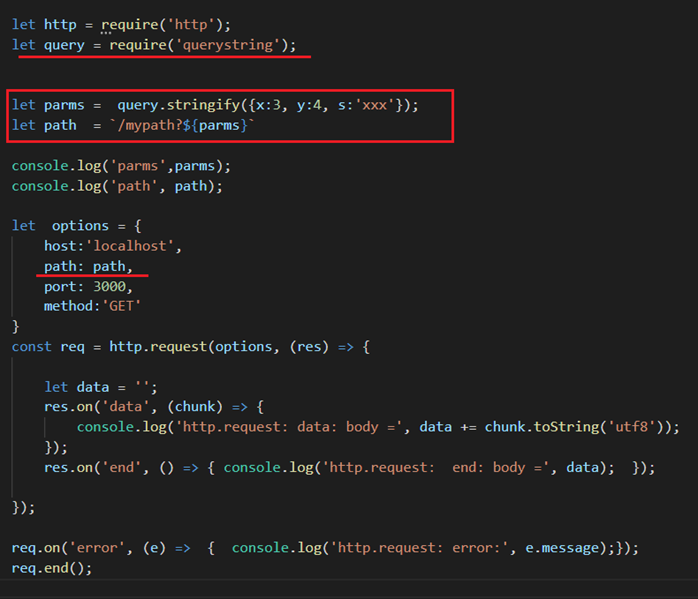 let http = require('http');
let query = require('querystring');
let parms =  query.stringify({x:3, y:4, s:'xxx'});
let path  = `/mypath?${parms}`
console.log('parms',parms);
console.log('path', path);
let  options = {
    host:'localhost',
    path: path,
    port: 3000,
    method:'GET'
}
const req = http.request(options, (res) => {
    let data = '';
    res.on('data', (chunk) => {
        console.log('http.request: data: body =', data += chunk.toString('utf8'));
    });
    res.on('end', () => { console.log('http.request:  end: body =', data);  });
});
req.on('error', (e) =>  {  console.log('http.request: error:', e.message);});
req.end();